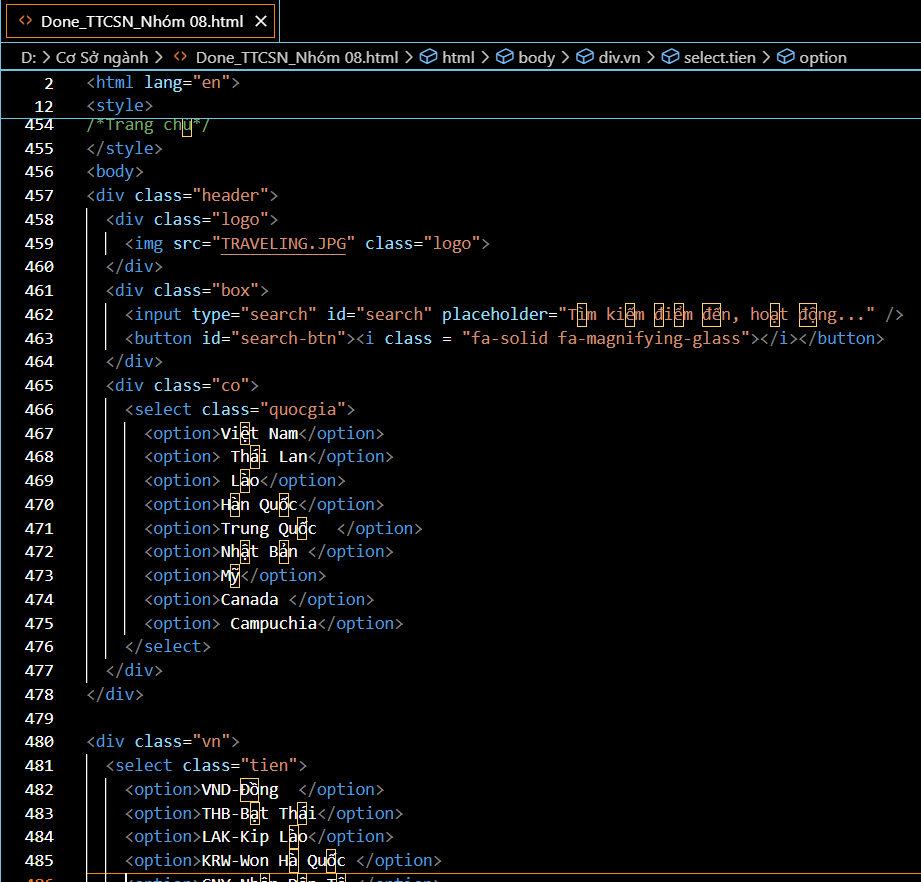 Done_TTCSN_Nhóm 08.html
D: > Cơ Sở ngành > Done_TTCSN_Nhóm 08.html > html > body > div.vn > select.tien > option
2 <html lang="en">
12 <style>
454 /*Trang chủ*/
455 </style>
456 <body>
457 <div class="header">
458 <div class="logo">
459 <img src="TRAVELING.JPG" class="logo">
460 </div>
461 <div class="box">
462 <input type="search" id="search" placeholder="Tìm kiếm điểm đến, hoạt động..." />
463 <button id="search-btn"><i class = "fa-solid fa-magnifying-glass"></i></button>
464 </div>
465 <div class="co">
466 <select class="quocgia">
467 <option>Việt Nam</option>
468 <option> Thái Lan</option>
469 <option> Lào</option>
470 <option>Hàn Quốc</option>
471 <option>Trung Quốc  </option>
472 <option>Nhật Bản </option>
473 <option>Mỹ</option>
474 <option>Canada </option>
475 <option> Campuchia</option>
476 </select>
477 </div>
478 </div>
479
480 <div class="vn">
481 <select class="tien">
482 <option>VND-Đồng  </option>
483 <option>THB-Bạt Thái</option>
484 <option>LAK-Kip Lào</option>
485 <option>KRW-Won Hà Quốc </option>